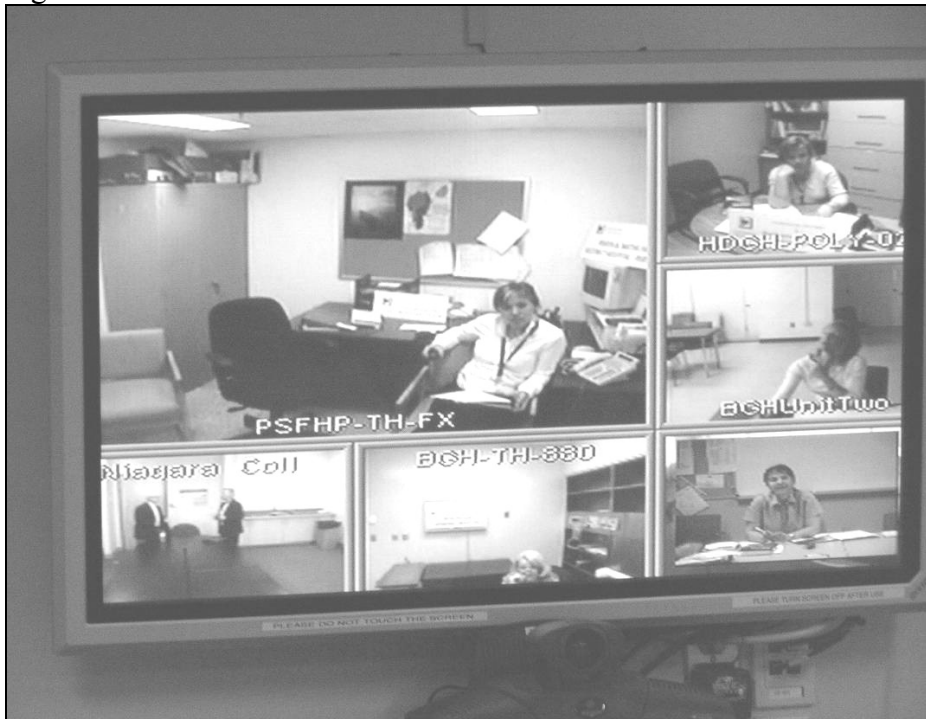 HDGH-POLY-02
PSFHP-TH-FX
BGHUnitTwo
Niagara Coll
BGH-TH-880
PLEASE DO NOT TOUCH THE SCREEN
PLEASE TURN SCREEN OFF AFTER USE